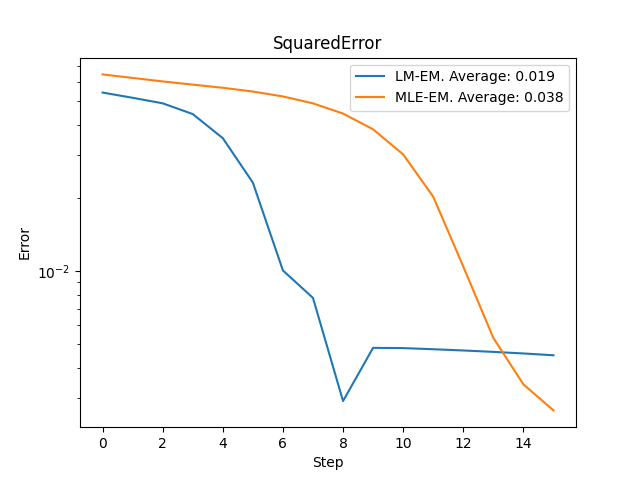 SquaredError
LM-EM. Average: 0.019
MLE-EM. Average: 0.038
Error
10⁻²
0 2 4 6 8 10 12 14
Step